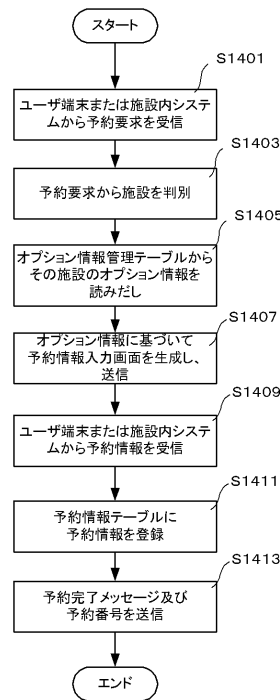 スタート
S1401
ユーザ端末または施設内システ
ムから予約要求を受信
S1403
予約要求から施設を判別
S1405
オプション情報管理テーブルから
その施設のオプション情報を
読みだし
S1407
オプション情報に基づいて
予約情報入力画面を生成し、
送信
S1409
ユーザ端末または施設内システ
ムから予約情報を受信
S1411
予約情報テーブルに
予約情報を登録
S1413
予約完了メッセージ及び
予約番号を送信
エンド